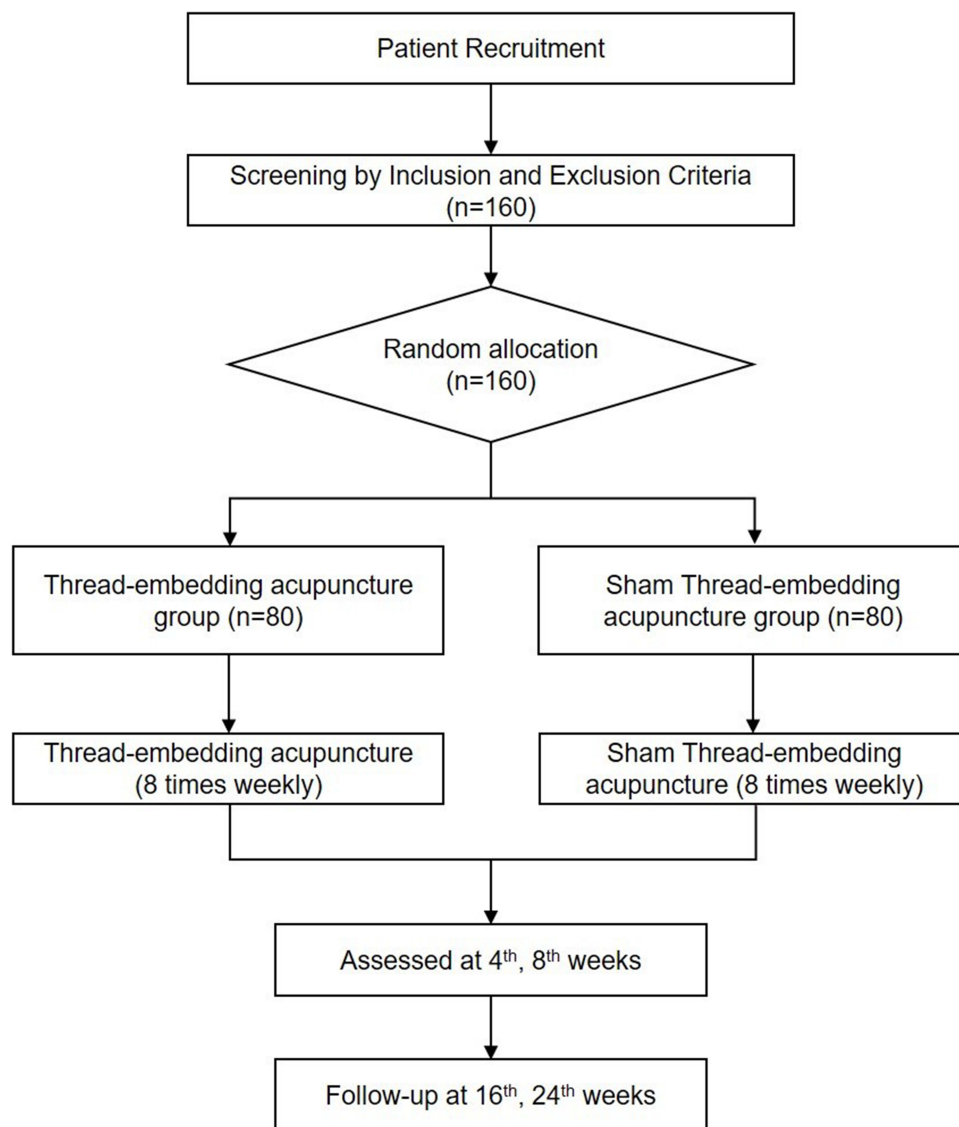 Patient Recruitment
Screening by Inclusion and Exclusion Criteria
(n=160)
Random allocation
(n=160)
Thread-embedding acupuncture
group (n=80)
Sham Thread-embedding
acupuncture group (n=80)
Thread-embedding acupuncture
(8 times weekly)
Sham Thread-embedding
acupuncture (8 times weekly)
Assessed at 4th, 8th weeks
Follow-up at 16th, 24th weeks